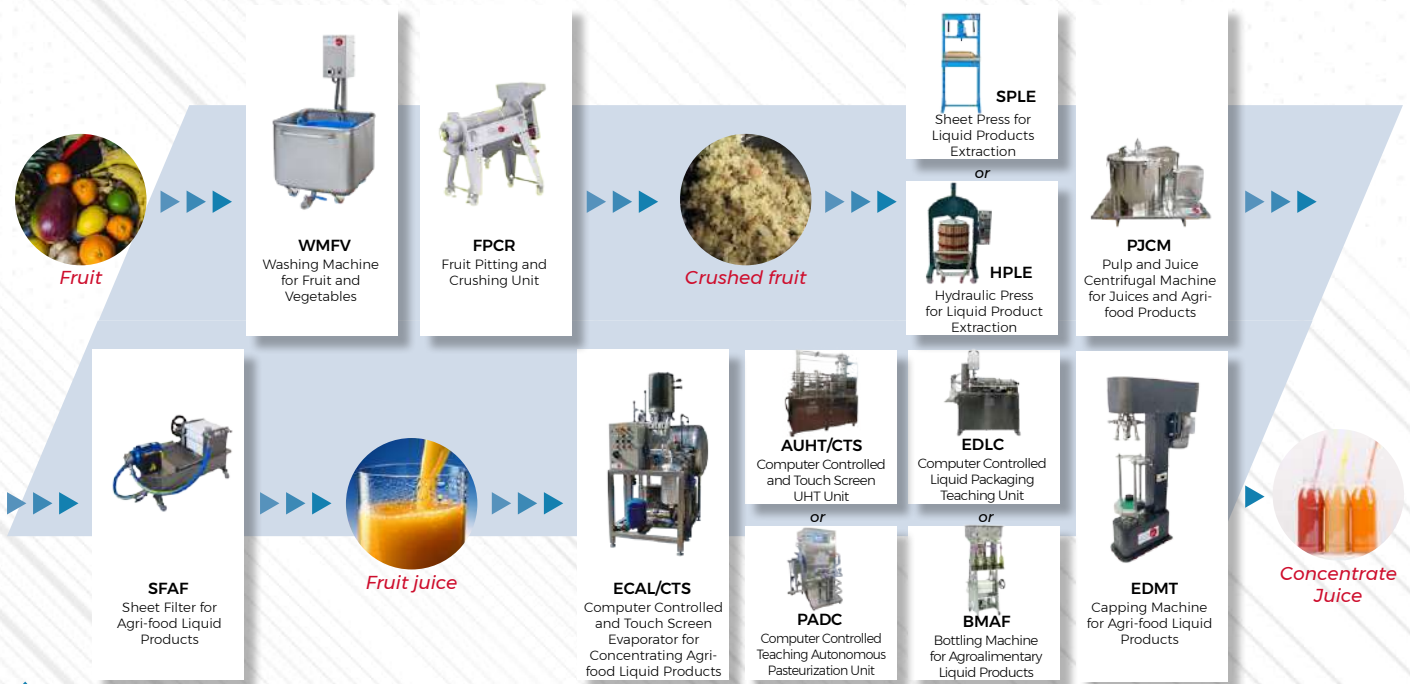 Fruit
WMFV
Washing Machine
for Fruit and
Vegetables
FPCR
Fruit Pitting and
Crushing Unit
Crushed fruit
SPLE
Sheet Press for
Liquid Products
Extraction
or
HPLE
Hydraulic Press
for Liquid Product
Extraction
PJCM
Pulp and Juice
Centrifugal Machine
for Juices and Agri-
food Products
SFAF
Sheet Filter for
Agri-food Liquid
Products
Fruit juice
ECAL/CTS
Computer Controlled
and Touch Screen
Evaporator for
Concentrating Agri-
food Liquid Products
AUHT/CTS
Computer Controlled
and Touch Screen
UHT Unit
or
PADC
Computer Controlled
Teaching Autonomous
Pasteurization Unit
EDLC
Computer Controlled
Liquid Packaging
Teaching Unit
or
BMAF
Bottling Machine
for Agroalimentary
Liquid Products
EDMT
Capping Machine
for Agri-food Liquid
Products
Concentrate
Juice